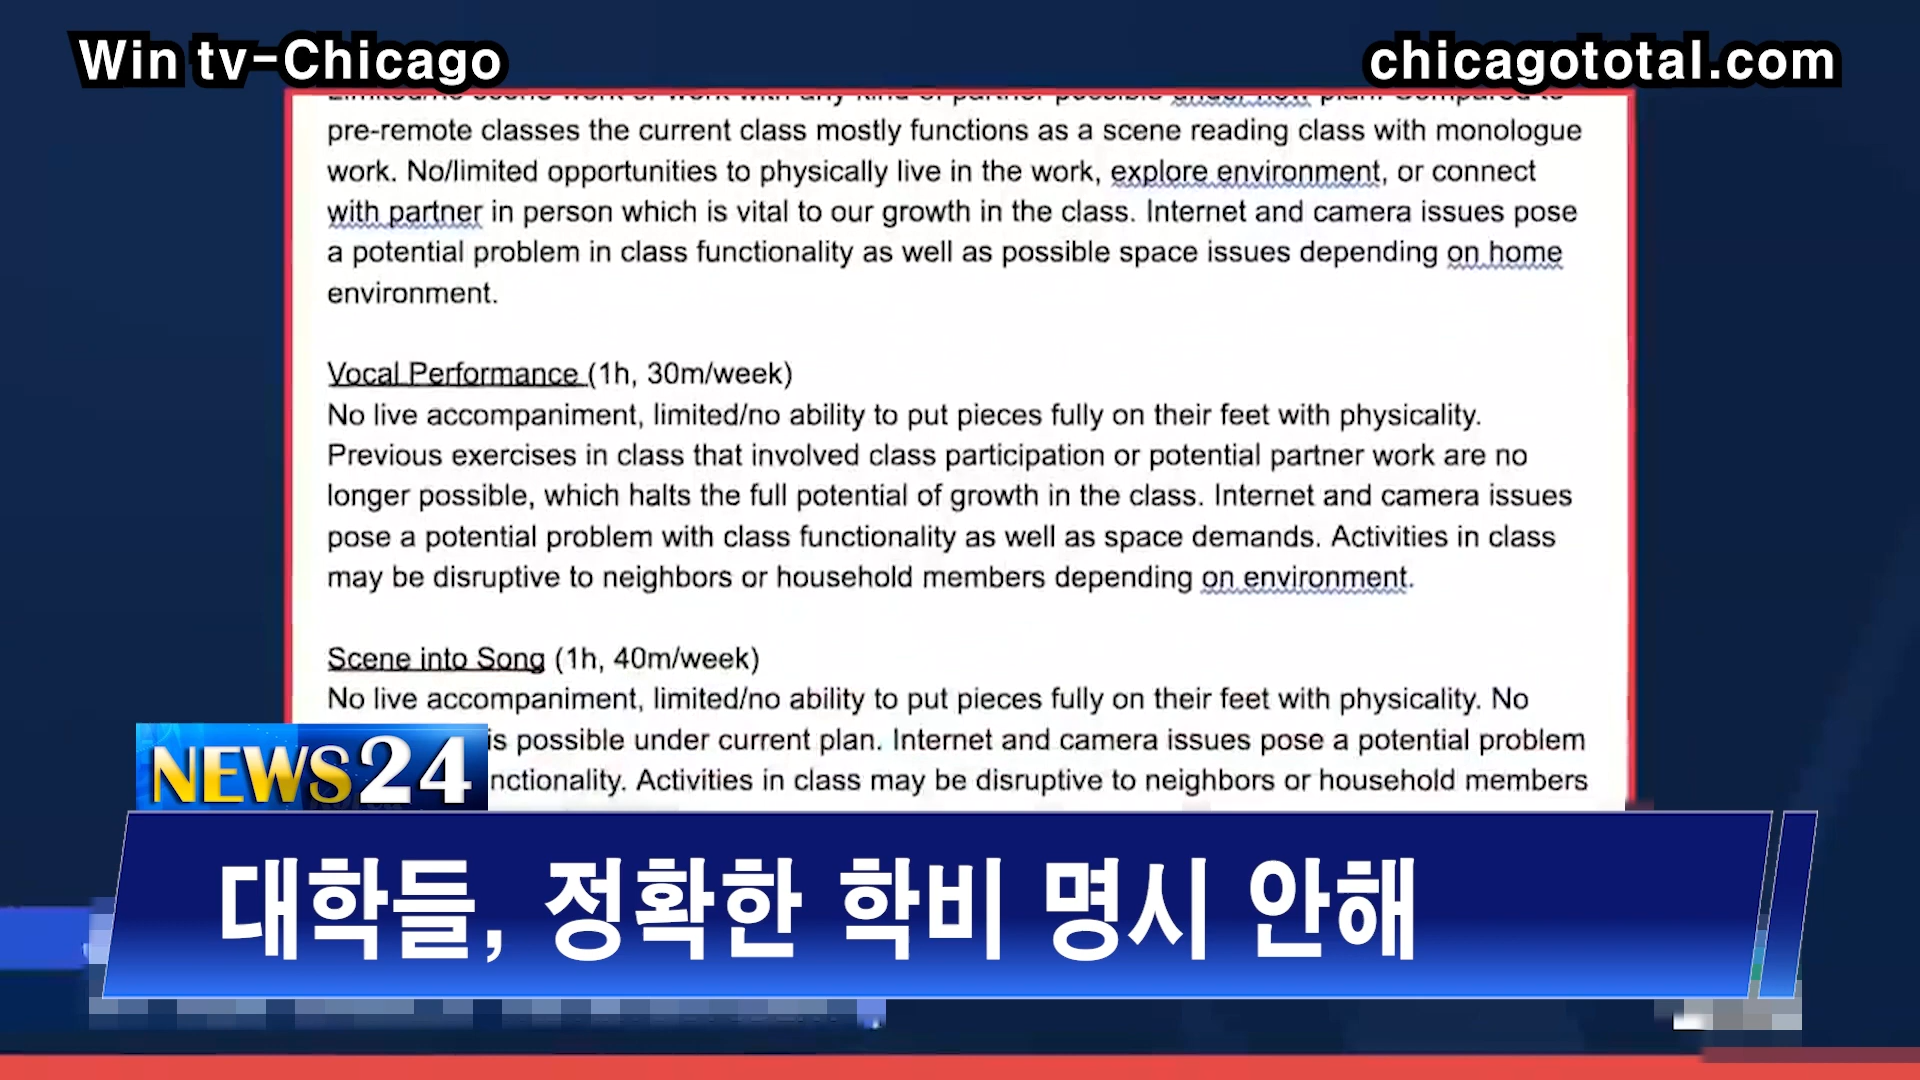 Win tv-Chicago
chicagototal.com
pre-remote classes the current class mostly functions as a scene reading class with monologue
work. No/limited opportunities to physically live in the work, explore environment, or connect
with partner in person which is vital to our growth in the class. Internet and camera issues pose
a potential problem in class functionality as well as possible space issues depending on home
environment.
Vocal Performance (1h, 30m/week)
No live accompaniment, limited/no ability to put pieces fully on their feet with physicality.
Previous exercises in class that involved class participation or potential partner work are no
longer possible, which halts the full potential of growth in the class. Internet and camera issues
pose a potential problem with class functionality as well as space demands. Activities in class
may be disruptive to neighbors or household members depending on environment.
Scene into Song (1h, 40m/week)
No live accompaniment, limited/no ability to put pieces fully on their feet with physicality. No
is possible under current plan. Internet and camera issues pose a potential problem
nctionality. Activities in class may be disruptive to neighbors or household members
NEWS24
대학들, 정확한 학비 명시 안해